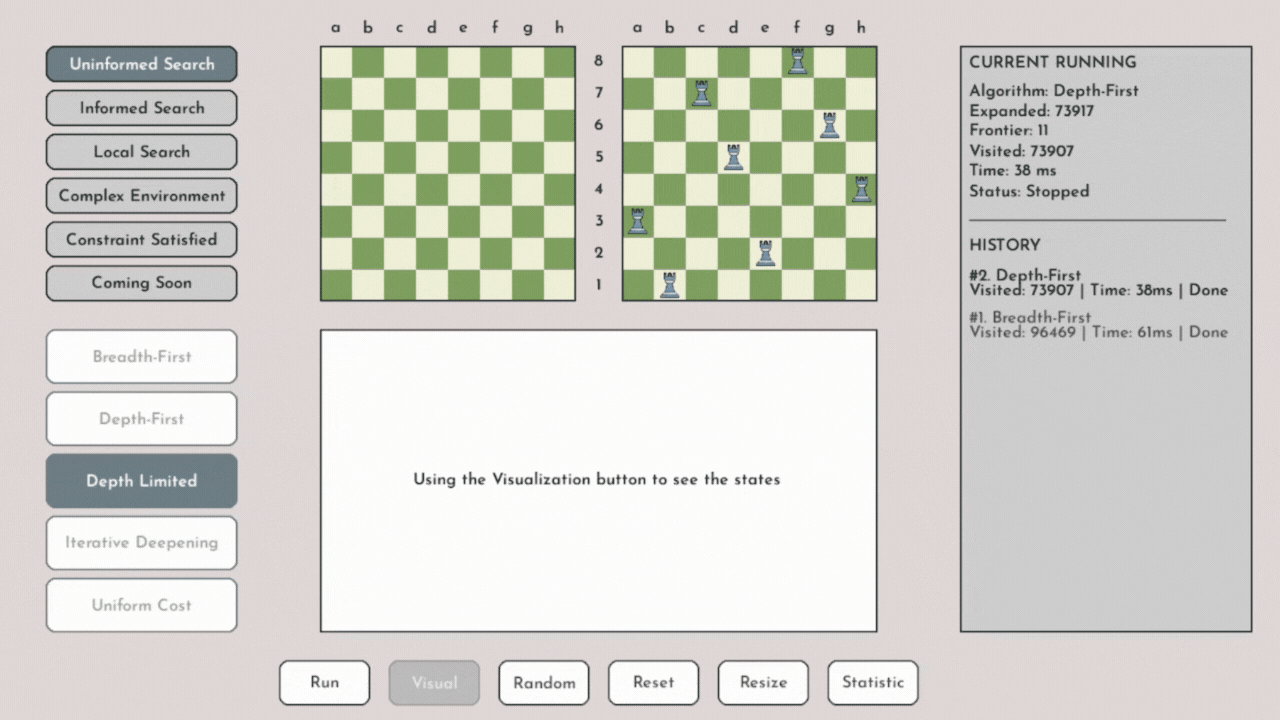 a b c d e f g h
a b c d e f g h
Uninformed Search
Informed Search
Local Search
Complex Environment
Constraint Satisfied
Coming Soon
Breadth-First
Depth-First
Depth Limited
Iterative Deepening
Uniform Cost
8
7
6
5
4
3
2
1
Using the Visualization button to see the states
Run
Visual
Random
Reset
Resize
Statistic
CURRENT RUNNING
Algorithm: Depth-First
Expanded: 73917
Frontier: 11
Visited: 73907
Time: 38 ms
Status: Stopped
HISTORY
#2. Depth-First
Visited: 73907 | Time: 38ms | Done
#1. Breadth-First
Visited: 96469 | Time: 61ms | Done